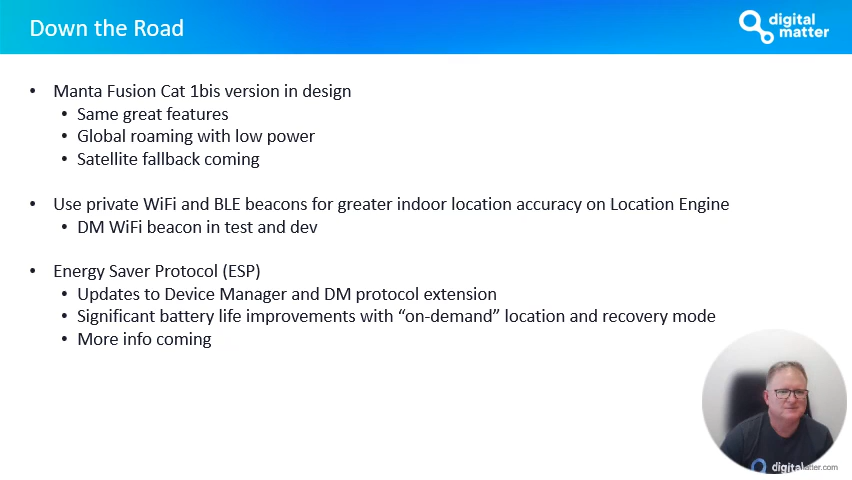 Down the Road
digital
matter
• Manta Fusion Cat 1bis version in design
• Same great features
• Global roaming with low power
• Satellite fallback coming
• Use private WiFi and BLE beacons for greater indoor location accuracy on Location Engine
• DM WiFi beacon in test and dev
• Energy Saver Protocol (ESP)
• Updates to Device Manager and DM protocol extension
• Significant battery life improvements with “on-demand” location and recovery mode
• More info coming
digital